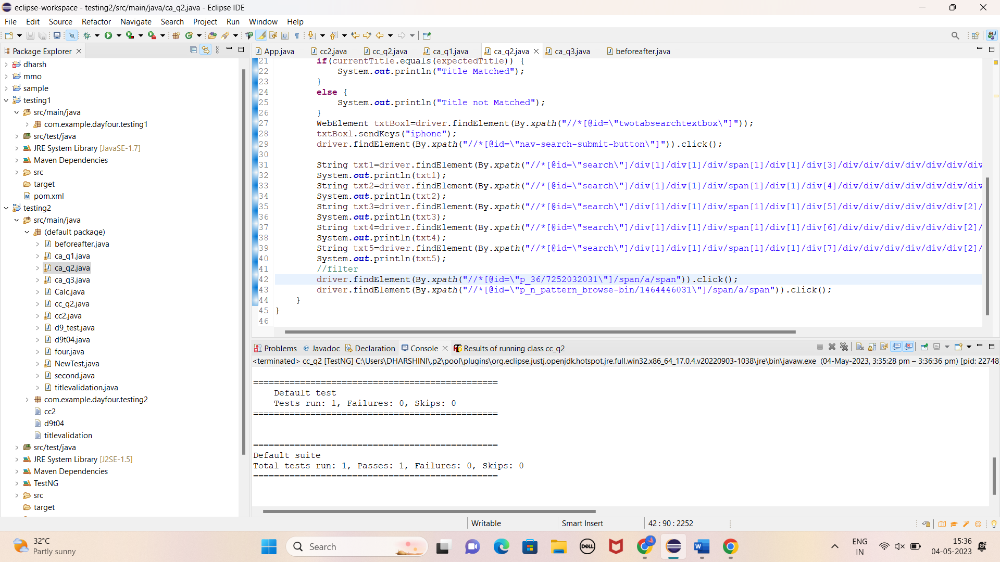 eclipse-workspace - testing2/src/main/java/ca_q2.java - Eclipse IDE
File Edit Source Refactor Navigate Search Project Run Window Help
Package Explorer
dharsh
mmo
sample
testing1
src/main/java
com.example.dayfour.testing1
src/test/java
JRE System Library [JavaSE-1.7]
Maven Dependencies
src
target
pom.xml
testing2
src/main/java
(default package)
beforeafter.java
ca_q1.java
ca_q2.java
ca_q3.java
Calc.java
cc_q2.java
cc2.java
d9_test.java
d9t04.java
four.java
NewTest.java
second.java
titlevalidation.java
com.example.dayfour.testing2
cc2
d9t04
titlevalidation
src/test/java
JRE System Library [J2SE-1.5]
Maven Dependencies
TestNG
src
target
App.java cc2.java cc_q2.java ca_q1.java ca_q2.java ca_q3.java beforeafter.java
21 if(currentTitle.equals(expectedTitle)) {
22 System.out.println("Title Matched");
23 }
24 else {
25 System.out.println("Title not Matched");
26 }
27 WebElement txtBoxl=driver.findElement(By.xpath("//*[@id=\"twotabsearchtextbox\"]"));
28 txtBoxl.sendKeys("iphone");
29 driver.findElement(By.xpath("//*[@id=\"nav-search-submit-button\"]")).click();
30
31 String txt1=driver.findElement(By.xpath("//*[@id=\"search\"]/div[1]/div[1]/div/span[1]/div[1]/div[3]/div/div/div/div/div/div/div
32 System.out.println(txt1);
33 String txt2=driver.findElement(By.xpath("//*[@id=\"search\"]/div[1]/div[1]/div/span[1]/div[1]/div[4]/div/div/div/div/div/div/div
34 System.out.println(txt2);
35 String txt3=driver.findElement(By.xpath("//*[@id=\"search\"]/div[1]/div[1]/div/span[1]/div[1]/div[5]/div/div/div/div/div/div[2]/
36 System.out.println(txt3);
37 String txt4=driver.findElement(By.xpath("//*[@id=\"search\"]/div[1]/div[1]/div/span[1]/div[1]/div[6]/div/div/div/div/div/div[2]/
38 System.out.println(txt4);
39 String txt5=driver.findElement(By.xpath("//*[@id=\"search\"]/div[1]/div[1]/div/span[1]/div[1]/div[7]/div/div/div/div/div/div[2]/
40 System.out.println(txt5);
41 //filter
42 driver.findElement(By.xpath("//*[@id=\"p_36/7252032031\"]/span/a/span")).click();
43 driver.findElement(By.xpath("//*[@id=\"p_n_pattern_browse-bin/1464446031\"]/span/a/span")).click();
44 }
45 }
46
Problems Javadoc Declaration Console Results of running class cc_q2
<terminated> cc_q2 [TestNG] C:\Users\DHARSHINI\.p2\pool\plugins\org.eclipse.justj.openjdk.hotspot.jre.full.win32.x86_64_17.0.4.v20220903-1038\jre\bin\javaw.exe (04-May-2023, 3:35:28 pm – 3:36:36 pm) [pid: 22748
===============================================
Default test
Tests run: 1, Failures: 0, Skips: 0
===============================================
===============================================
Default suite
Total tests run: 1, Passes: 1, Failures: 0, Skips: 0
===============================================
Writable Smart Insert 42 : 90 : 2252
32°C
Partly sunny
Search
DELL
ENG
IN
15:36
04-05-2023